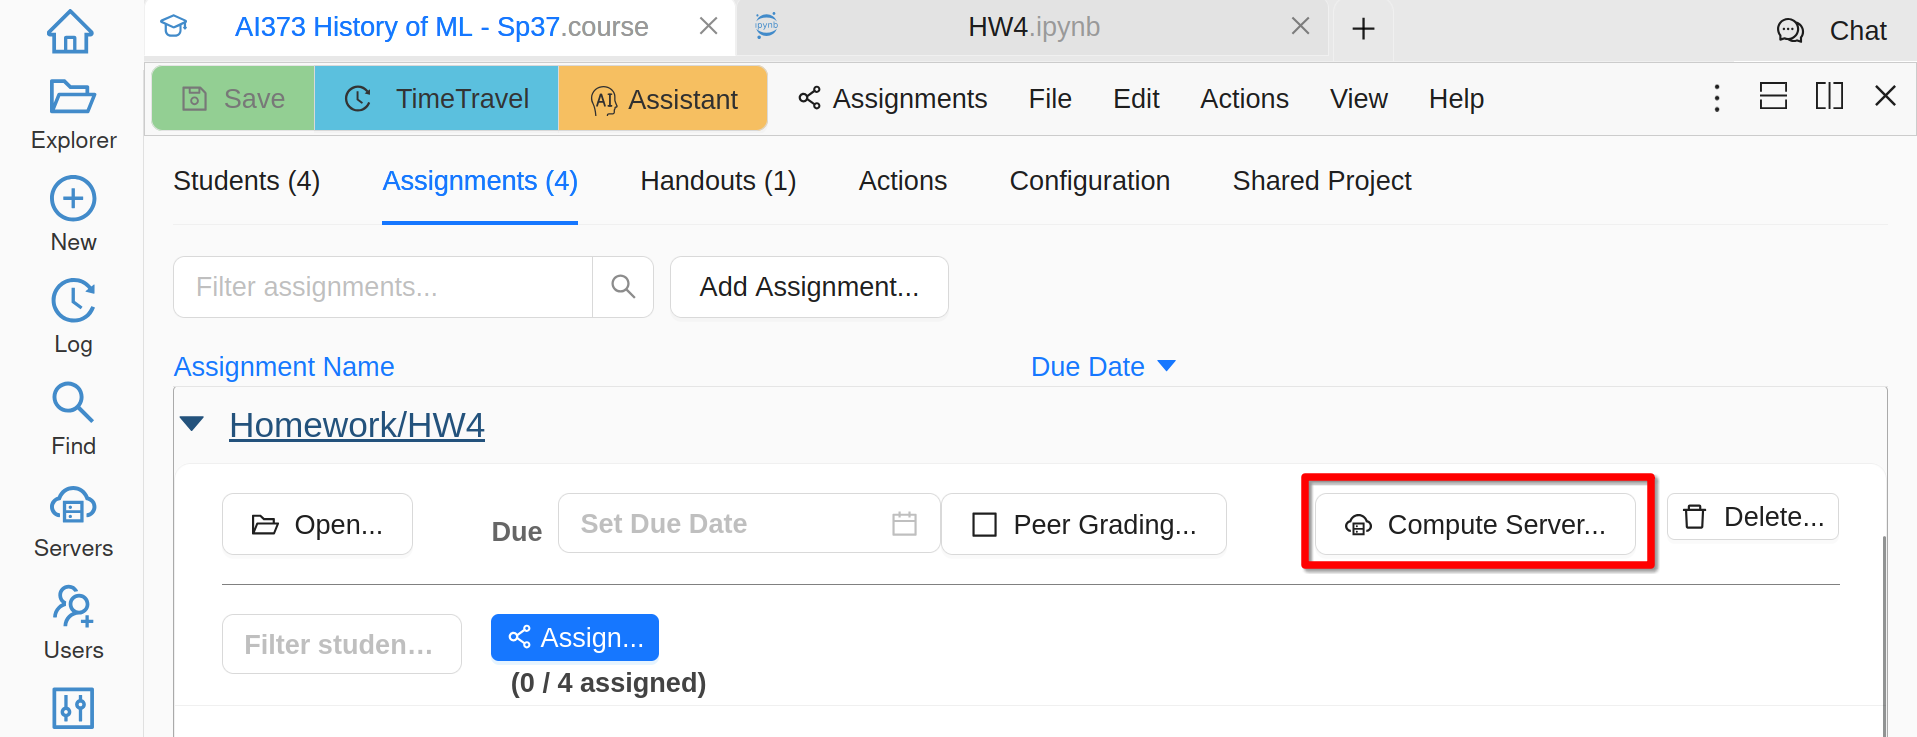 AI373 History of ML - Sp37.course
ipynb
HW4.ipynb
Chat
Save
TimeTravel
AI
Assistant
Assignments
File
Edit
Actions
View
Help
Explorer
New
Log
Find
Servers
Users
Students (4)
Assignments (4)
Handouts (1)
Actions
Configuration
Shared Project
Filter assignments...
Add Assignment...
Assignment Name
Due Date
Homework/HW4
Open...
Due
Set Due Date
Peer Grading...
Compute Server...
Delete...
Filter studen...
Assign...
(0 / 4 assigned)